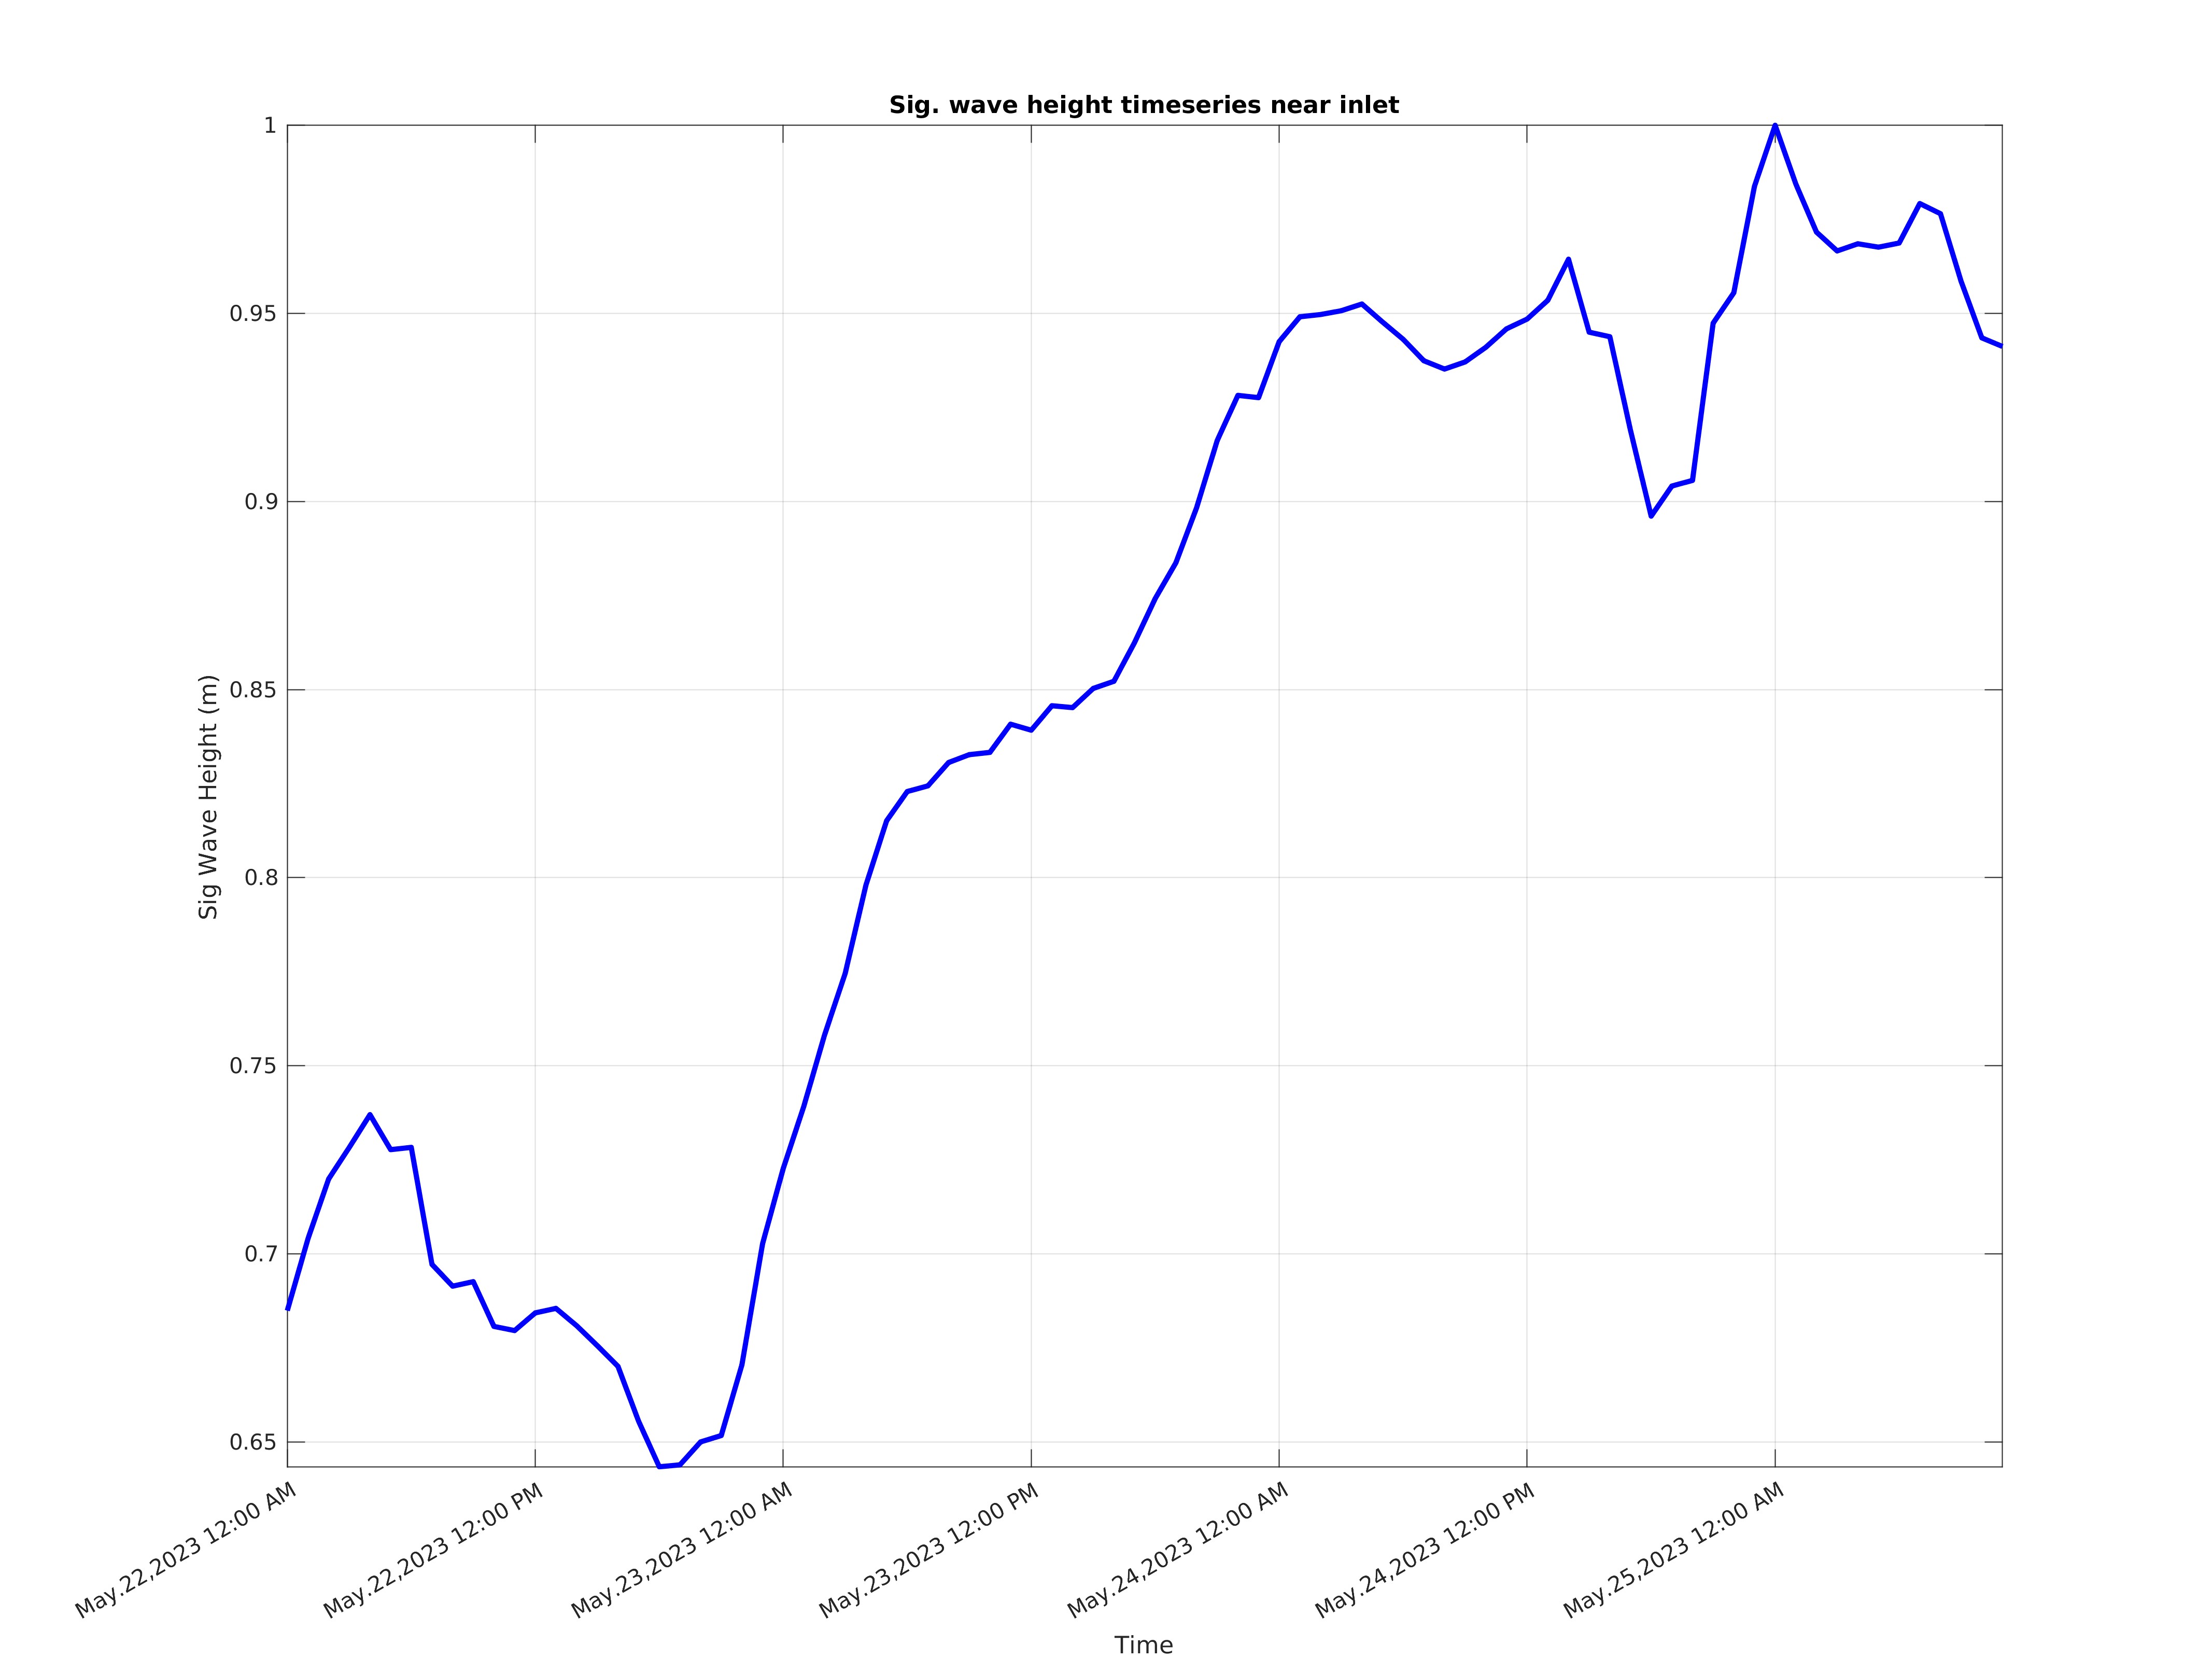 Sig. wave height timeseries near inlet
1
0.95
0.9
0.85
0.8
0.75
0.7
0.65
Sig Wave Height (m)
May.22,2023 12:00 AM
May.22,2023 12:00 PM
May.23,2023 12:00 AM
May.23,2023 12:00 PM
May.24,2023 12:00 AM
May.24,2023 12:00 PM
May.25,2023 12:00 AM
Time